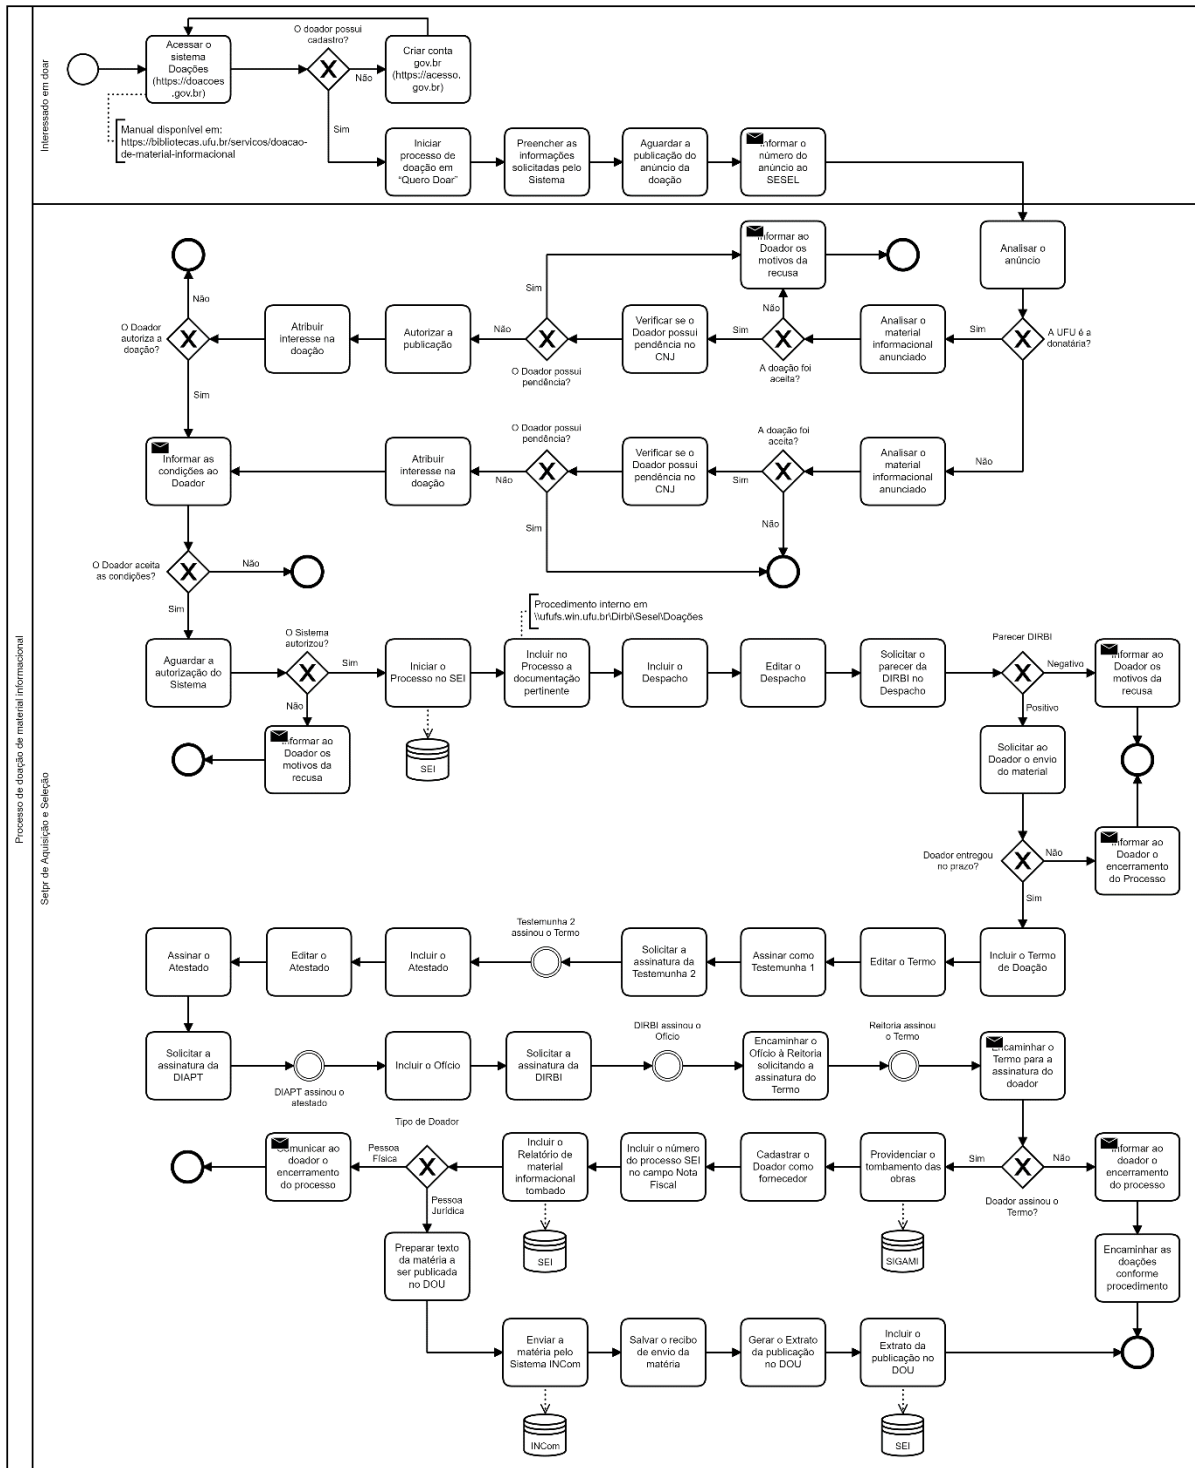 Processo de doação de material informacional
Interessado em doar
Acessar o
sistema
Doações
(https://doacoes
.gov.br)
O doador possui
cadastro?
Não
Sim
Criar conta
gov.br
(https://acesso.
gov.br)
Manual disponível em:
https://bibliotecas.ufu.br/servicos/doacao-
de-material-informacional
Iniciar
processo de
doação em
“Quero Doar”
Preencher as
informações
solicitadas pelo
Sistema
Aguardar a
publicação do
anúncio da
doação
Informar o
número do
anúncio ao
SESEL
Setpr de Aquisição e Seleção
Analisar o
anúncio
A UFU é a
donatária?
Sim
Não
Analisar o
material
informacional
anunciado
A doação foi
aceita?
Não
Sim
Informar ao
Doador os
motivos da
recusa
Verificar se o
Doador possui
pendência no
CNJ
O Doador possui
pendência?
Sim
Não
Autorizar a
publicação
Atribuir
interesse na
doação
O Doador
autoriza a
doação?
Não
Sim
Analisar o
material
informacional
anunciado
A doação foi
aceita?
Sim
Não
Verificar se o
Doador possui
pendência no
CNJ
O Doador possui
pendência?
Não
Sim
Atribuir
interesse na
doação
Informar as
condições ao
Doador
O Doador aceita
as condições?
Não
Sim
Aguardar a
autorização do
Sistema
O Sistema
autorizou?
Sim
Não
Informar ao
Doador os
motivos da
recusa
Iniciar o
Processo no SEI
SEI
Procedimento interno em
\\ufufs.win.ufu.br\Dirbi\Sesel\Doações
Incluir no
Processo a
documentação
pertinente
Incluir o
Despacho
Editar o
Despacho
Solicitar o
parecer da
DIRBI no
Despacho
Parecer DIRBI
Negativo
Positivo
Informar ao
Doador os
motivos da
recusa
Solicitar ao
Doador o envio
do material
Doador entregou
no prazo?
Não
Sim
Informar ao
Doador o
encerramento
do Processo
Incluir o Termo
de Doação
Editar o Termo
Assinar como
Testemunha 1
Solicitar a
assinatura da
Testemunha 2
Testemunha 2
assinou o Termo
Incluir o
Atestado
Editar o
Atestado
Assinar o
Atestado
Solicitar a
assinatura da
DIAPT
DIAPT assinou o
atestado
Incluir o Ofício
Solicitar a
assinatura da
DIRBI
DIRBI assinou o
Ofício
Encaminhar o
Ofício à Reitoria
solicitando a
assinatura do
Termo
Reitoria assinou
o Termo
Encaminhar o
Termo para a
assinatura do
doador
Doador assinou o
Termo?
Sim
Não
Informar ao
doador o
encerramento
do processo
Encaminhar as
doações
conforme
procedimento
Providenciar o
tombamento das
obras
SIGAMI
Cadastrar o
Doador como
fornecedor
Incluir o número
do processo SEI
no campo Nota
Fiscal
Incluir o
Relatório de
material
informacional
tombado
SEI
Tipo de Doador
Pessoa
Física
Pessoa
Jurídica
Comunicar ao
doador o
encerramento
do processo
Preparar texto
da matéria a
ser publicada
no DOU
Enviar a
matéria pelo
Sistema INCom
INCom
Salvar o recibo
de envio da
matéria
Gerar o Extrato
da publicação
no DOU
Incluir o
Extrato da
publicação no
DOU
SEI